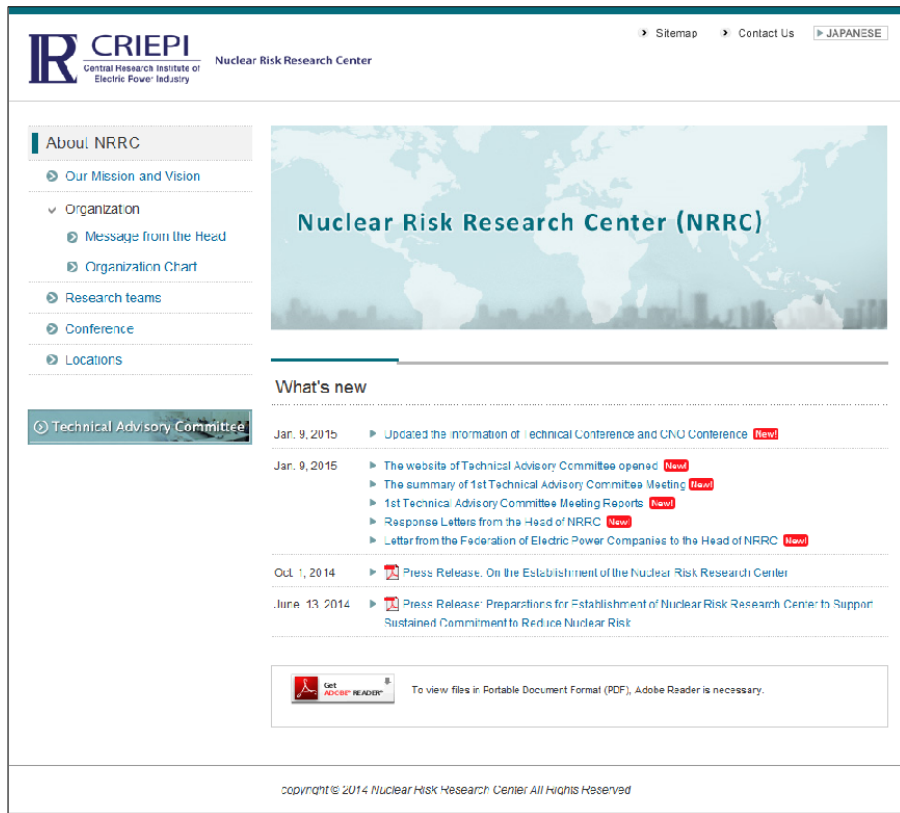 Sitemap Contact Us JAPANESE
CRIEPI
Central Research Institute of
Electric Power Industry
Nuclear Risk Research Center
About NRRC
Our Mission and Vision
Organization
Message from the Head
Organization Chart
Research teams
Conference
Locations
Technical Advisory Committee
Nuclear Risk Research Center (NRRC)
What's new
Jan. 9, 2015 Updated the information of Technical Conference and CNO Conference New!
Jan. 9, 2015 The website of Technical Advisory Committee opened New!
The summary of 1st Technical Advisory Committee Meeting New!
1st Technical Advisory Committee Meeting Reports New!
Response Letters from the Head of NRRC New!
Letter from the Federation of Electric Power Companies to the Head of NRRC New!
Oct. 1, 2014 Press Release: On the Establishment of the Nuclear Risk Research Center
June. 13, 2014 Press Release: Preparations for Establishment of Nuclear Risk Research Center to Support
Sustained Commitment to Reduce Nuclear Risk
Get
ADOBE® READER®
To view files in Portable Document Format (PDF), Adobe Reader is necessary.
copyright © 2014 Nuclear Risk Research Center All Rights Reserved